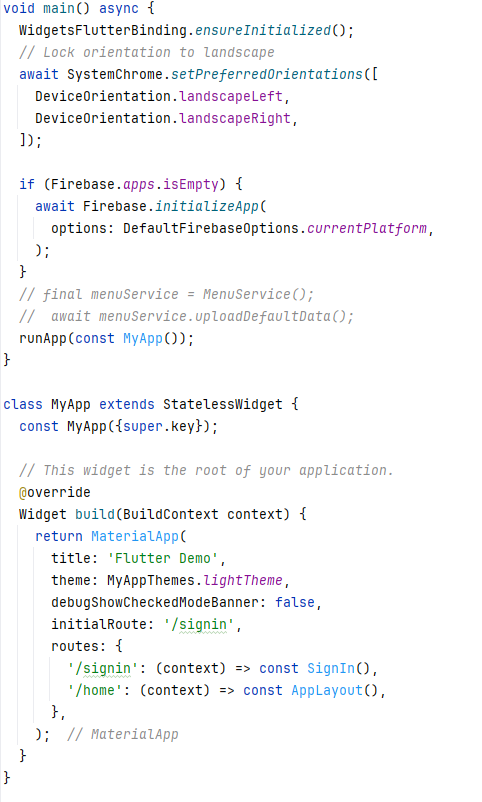 void main() async {
  WidgetsFlutterBinding.ensureInitialized();
  // Lock orientation to landscape
  await SystemChrome.setPreferredOrientations([
    DeviceOrientation.landscapeLeft,
    DeviceOrientation.landscapeRight,
  ]);

  if (Firebase.apps.isEmpty) {
    await Firebase.initializeApp(
      options: DefaultFirebaseOptions.currentPlatform,
    );
  }
  // final menuService = MenuService();
  //  await menuService.uploadDefaultData();
  runApp(const MyApp());
}

class MyApp extends StatelessWidget {
  const MyApp({super.key});

  // This widget is the root of your application.
  @override
  Widget build(BuildContext context) {
    return MaterialApp(
      title: 'Flutter Demo',
      theme: MyAppThemes.lightTheme,
      debugShowCheckedModeBanner: false,
      initialRoute: '/signin',
      routes: {
        '/signin': (context) => const SignIn(),
        '/home': (context) => const AppLayout(),
      },
    );  // MaterialApp
  }
}